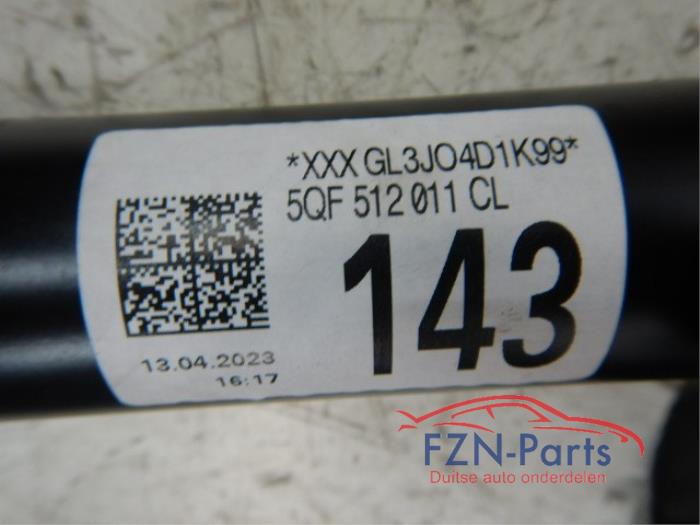 *XXX GL3JO4D1K99*
5QF 512 011 CL
143
13.04.2023
16:17
FZN-Parts
Duitse auto onderdelen